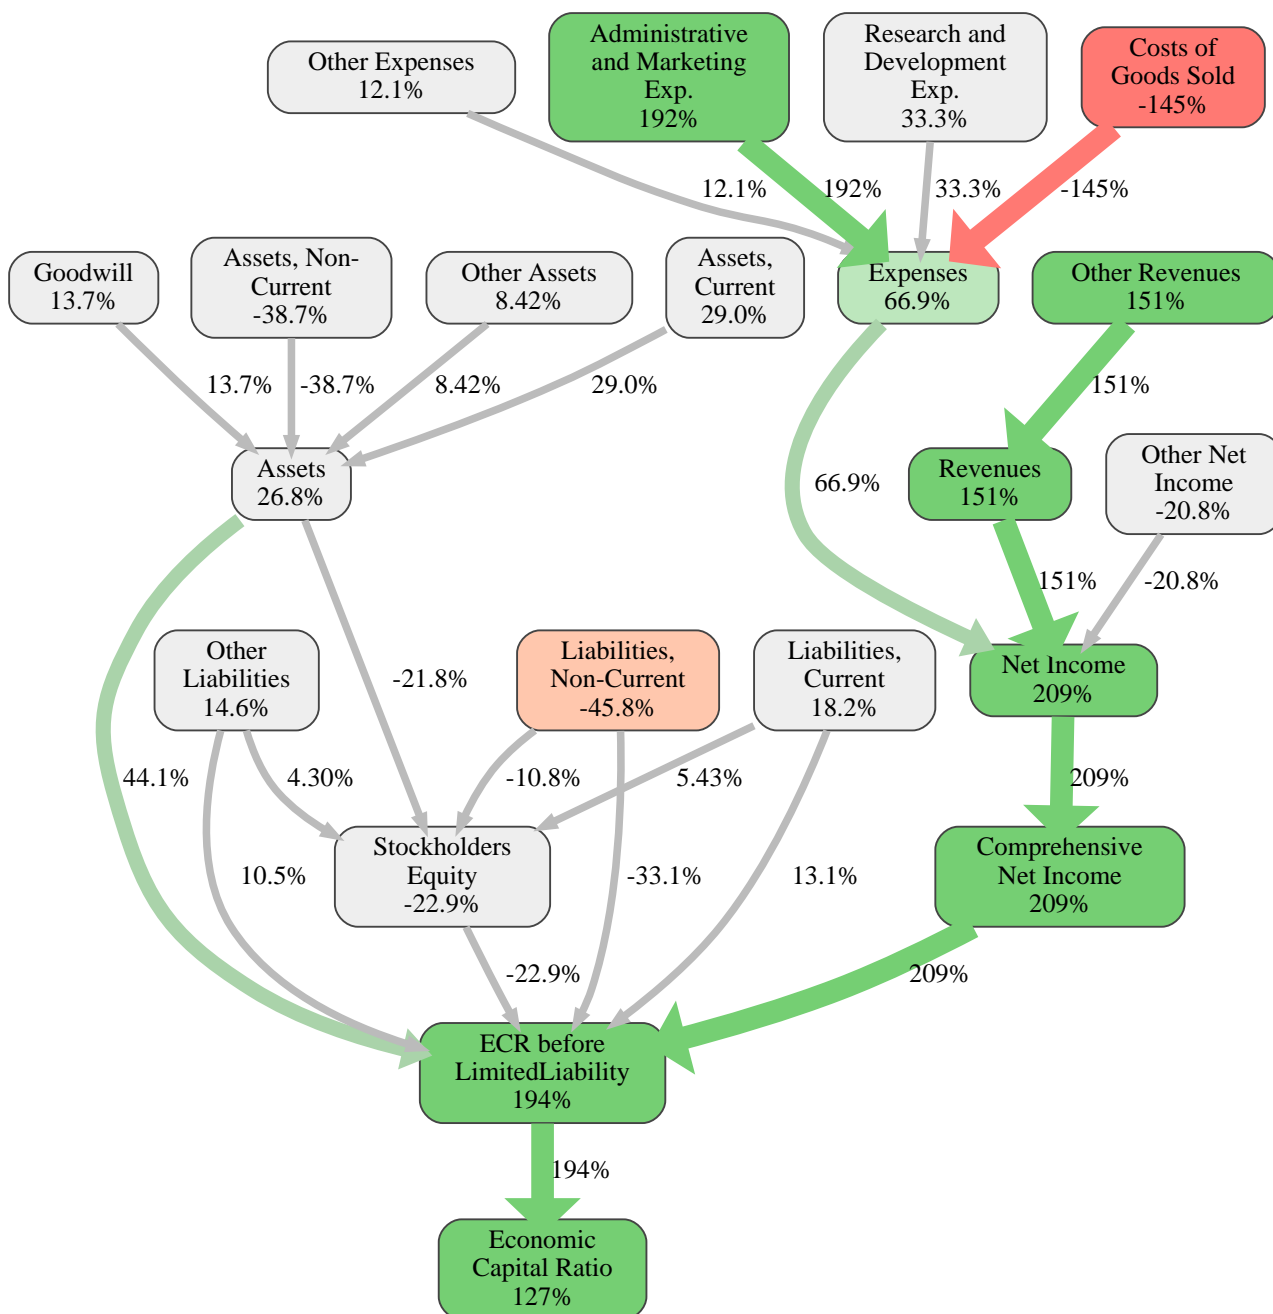 Other Expenses
12.1%
Administrative
and Marketing
Exp.
192%
Research and
Development
Exp.
33.3%
Costs of
Goods Sold
-145%
12.1%
192%
33.3%
-145%
Goodwill
13.7%
Assets, Non-
Current
-38.7%
Other Assets
8.42%
Assets,
Current
29.0%
Expenses
66.9%
Other Revenues
151%
13.7%
-38.7%
8.42%
29.0%
151%
Assets
26.8%
66.9%
Revenues
151%
Other Net
Income
-20.8%
151%
-20.8%
Other
Liabilities
14.6%
-21.8%
Liabilities,
Non-Current
-45.8%
Liabilities,
Current
18.2%
Net Income
209%
44.1%
4.30%
-10.8%
5.43%
209%
10.5%
Stockholders
Equity
-22.9%
-33.1%
13.1%
Comprehensive
Net Income
209%
-22.9%
209%
ECR before
LimitedLiability
194%
194%
Economic
Capital Ratio
127%